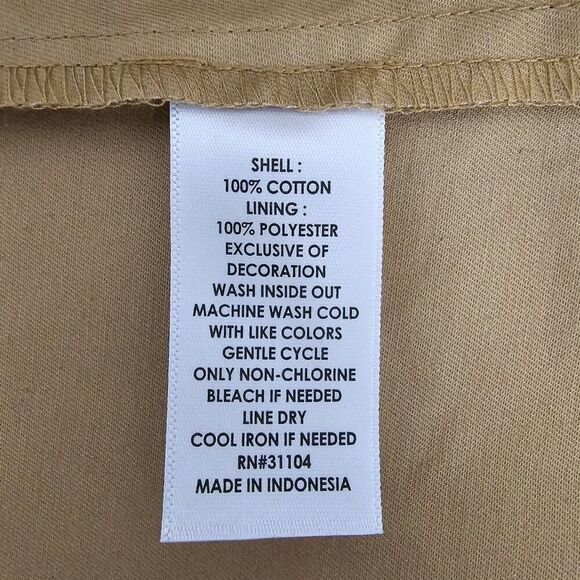 SHELL :
100% COTTON
LINING :
100% POLYESTER
EXCLUSIVE OF
DECORATION
WASH INSIDE OUT
MACHINE WASH COLD
WITH LIKE COLORS
GENTLE CYCLE
ONLY NON-CHLORINE
BLEACH IF NEEDED
LINE DRY
COOL IRON IF NEEDED
RN#31104
MADE IN INDONESIA